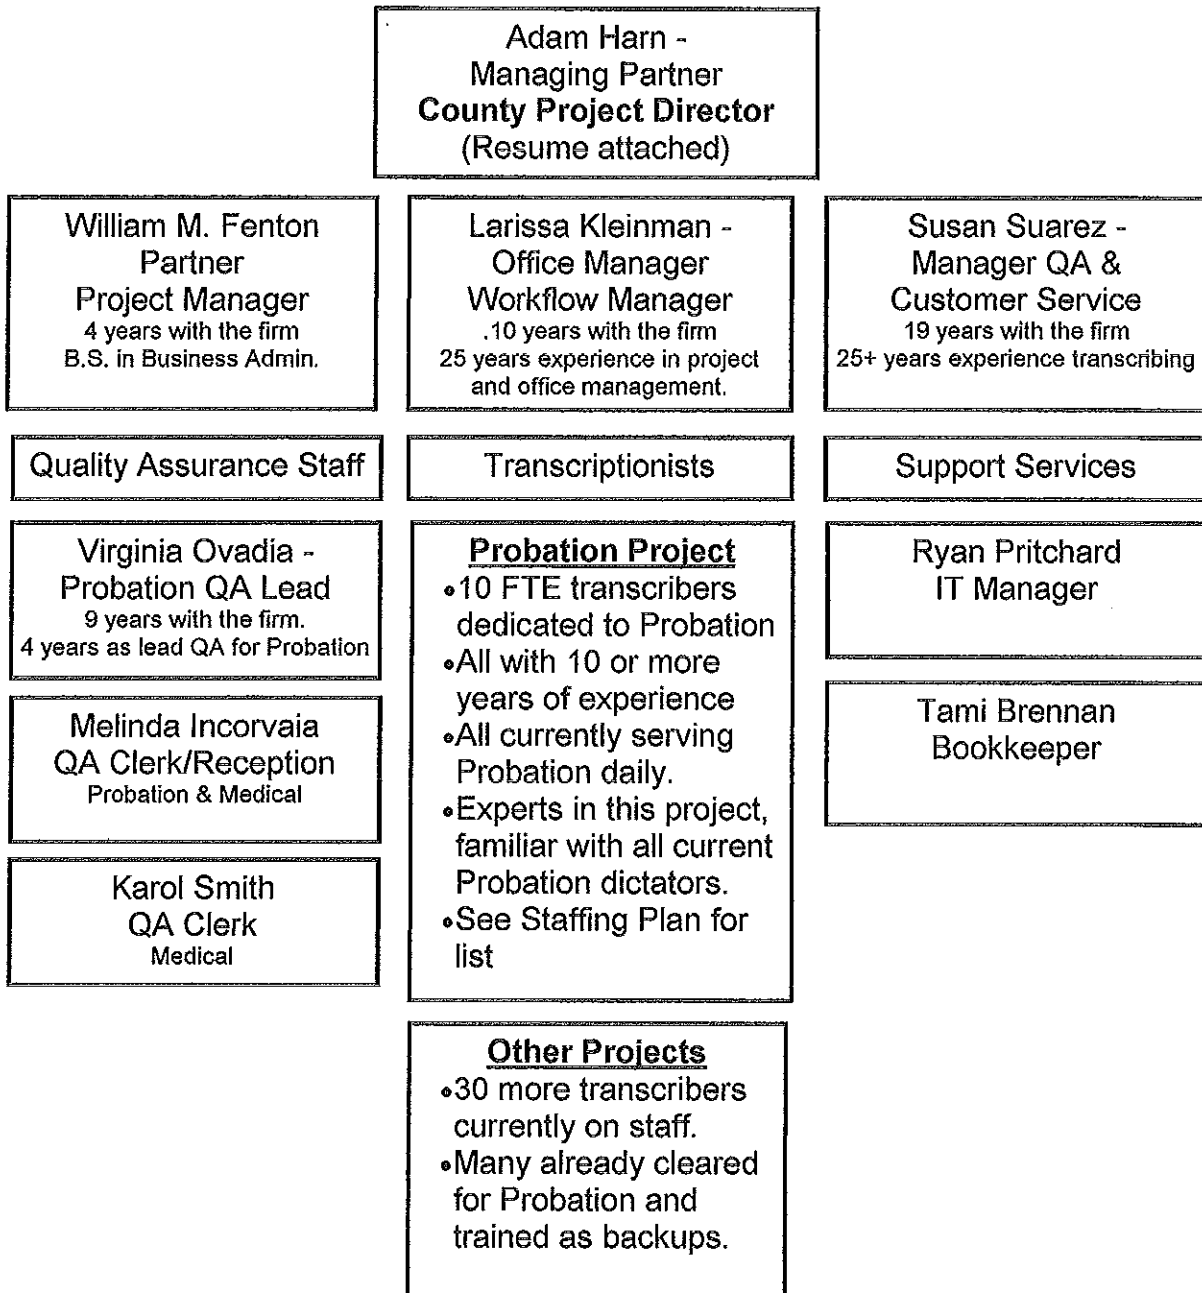 Adam Harn -
Managing Partner
County Project Director
(Resume attached)
William M. Fenton
Partner
Project Manager
4 years with the firm
B.S. in Business Admin.
Larissa Kleinman -
Office Manager
Workflow Manager
.10 years with the firm
25 years experience in project
and office management.
Susan Suarez -
Manager QA &
Customer Service
19 years with the firm
25+ years experience transcribing
Quality Assurance Staff
Transcriptionists
Support Services
Virginia Ovadia -
Probation QA Lead
9 years with the firm.
4 years as lead QA for Probation
Melinda Incorvaia
QA Clerk/Reception
Probation & Medical
Karol Smith
QA Clerk
Medical
Probation Project
•10 FTE transcribers
dedicated to Probation
•All with 10 or more
years of experience
•All currently serving
Probation daily.
•Experts in this project,
familiar with all current
Probation dictators.
•See Staffing Plan for
list
Other Projects
•30 more transcribers
currently on staff.
•Many already cleared
for Probation and
trained as backups.
Ryan Pritchard
IT Manager
Tami Brennan
Bookkeeper